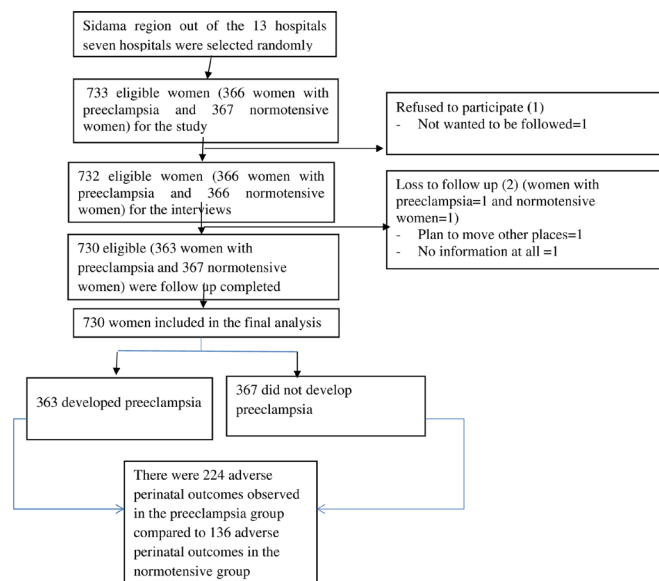 Sidama region out of the 13 hospitals
seven hospitals were selected randomly
733 eligible women (366 women with
preeclampsia and 367 normotensive
women) for the study
Refused to participate (1)
- Not wanted to be followed=1
732 eligible women (366 women with
preeclampsia and 366 normotensive
women) for the interviews
Loss to follow up (2) (women with
preeclampsia=1 and normotensive
women=1)
- Plan to move other places=1
- No information at all =1
730 eligible (363 women with
preeclampsia and 367 normotensive
women) were follow up completed
730 women included in the final analysis
363 developed preeclampsia
367 did not develop
preeclampsia
There were 224 adverse
perinatal outcomes observed
in the preeclampsia group
compared to 136 adverse
perinatal outcomes in the
normotensive group